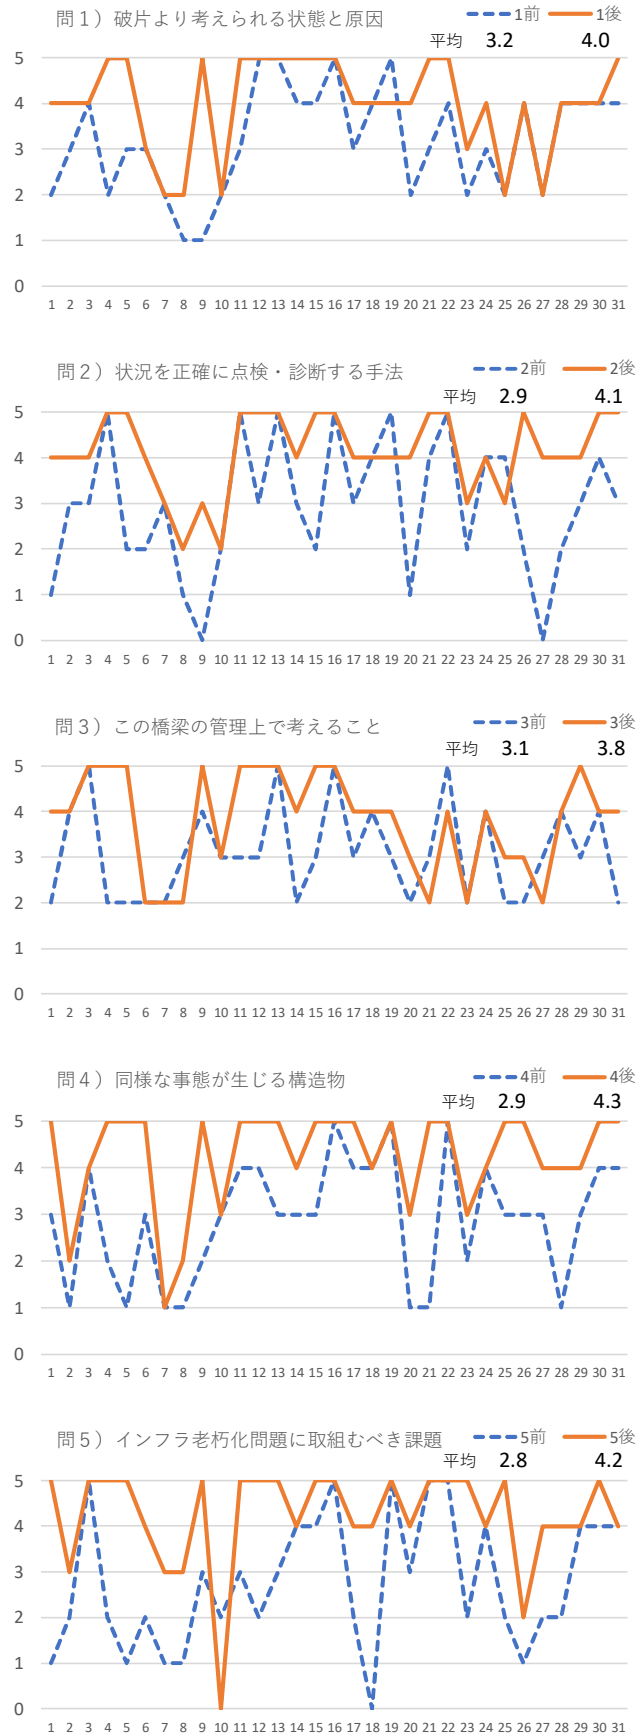 問１）破片より考えられる状態と原因
1前 1後
平均 3.2 4.0
5
4
3
2
1
0
1 2 3 4 5 6 7 8 9 10 11 12 13 14 15 16 17 18 19 20 21 22 23 24 25 26 27 28 29 30 31
問２）状況を正確に点検・診断する手法
2前 2後
平均 2.9 4.1
5
4
3
2
1
0
1 2 3 4 5 6 7 8 9 10 11 12 13 14 15 16 17 18 19 20 21 22 23 24 25 26 27 28 29 30 31
問３）この橋梁の管理上で考えること
3前 3後
平均 3.1 3.8
5
4
3
2
1
0
1 2 3 4 5 6 7 8 9 10 11 12 13 14 15 16 17 18 19 20 21 22 23 24 25 26 27 28 29 30 31
問４）同様な事態が生じる構造物
4前 4後
平均 2.9 4.3
5
4
3
2
1
0
1 2 3 4 5 6 7 8 9 10 11 12 13 14 15 16 17 18 19 20 21 22 23 24 25 26 27 28 29 30 31
問５）インフラ老朽化問題に取組むべき課題
5前 5後
平均 2.8 4.2
5
4
3
2
1
0
1 2 3 4 5 6 7 8 9 10 11 12 13 14 15 16 17 18 19 20 21 22 23 24 25 26 27 28 29 30 31